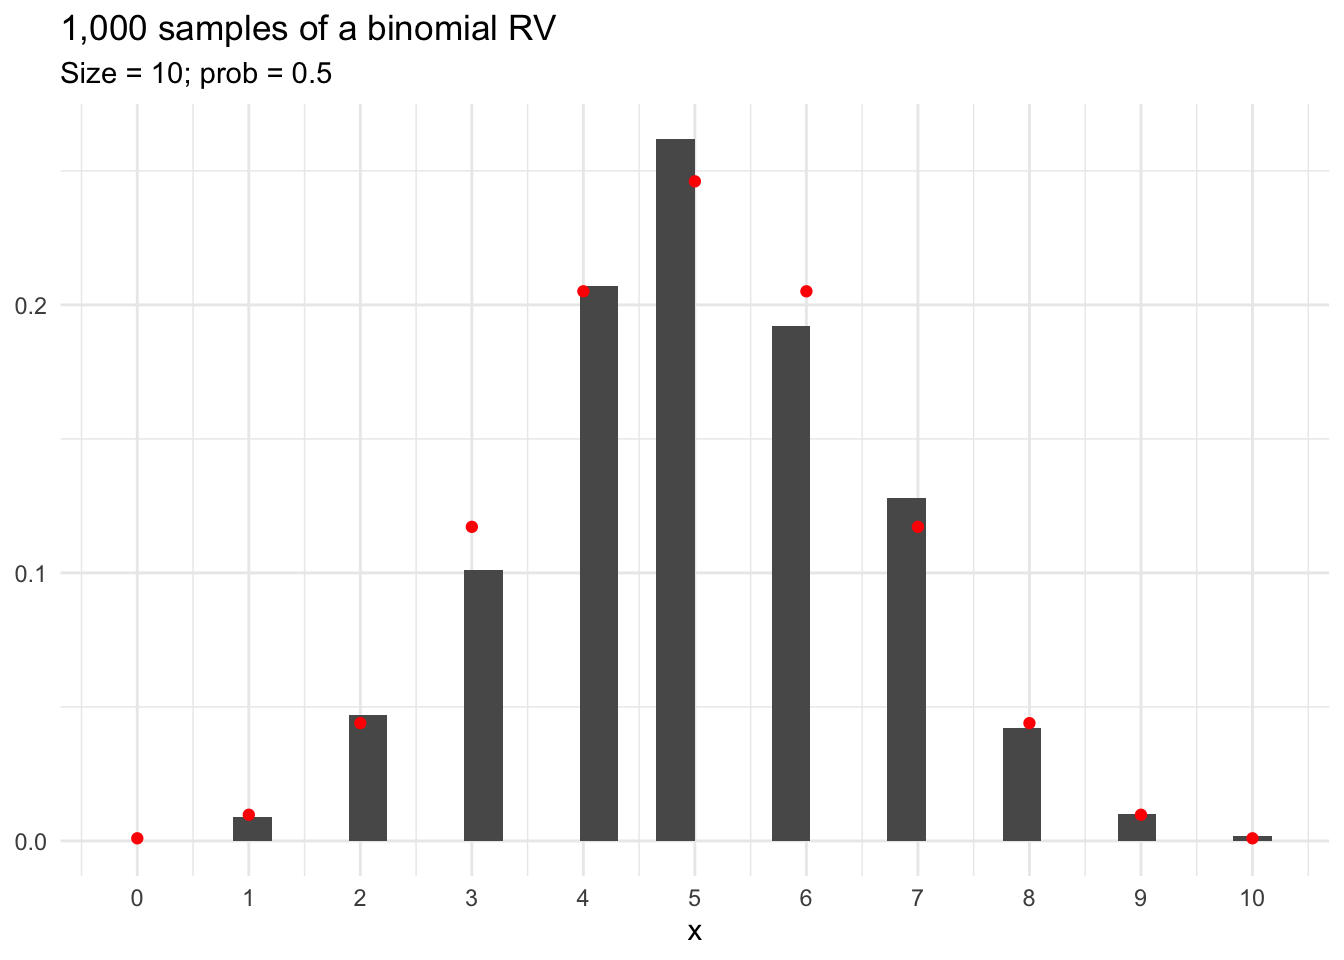 1,000 samples of a binomial RV
Size = 10; prob = 0.5
0.2
0.1
0.0
0 1 2 3 4 5 6 7 8 9 10
x